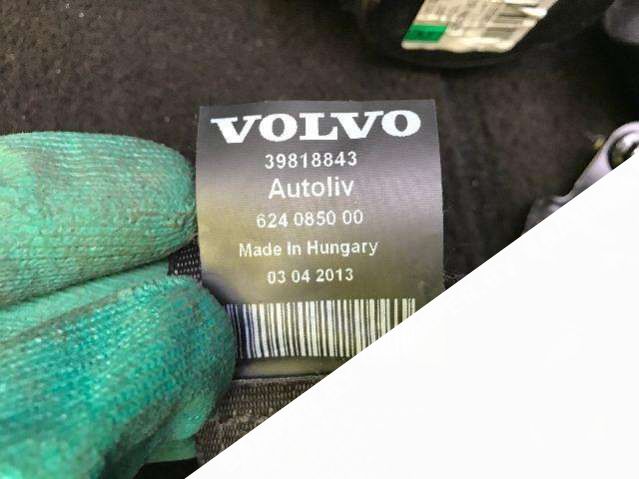 VOLVO
39818843
Autoliv
624 0850 00
Made In Hungary
03 04 2013